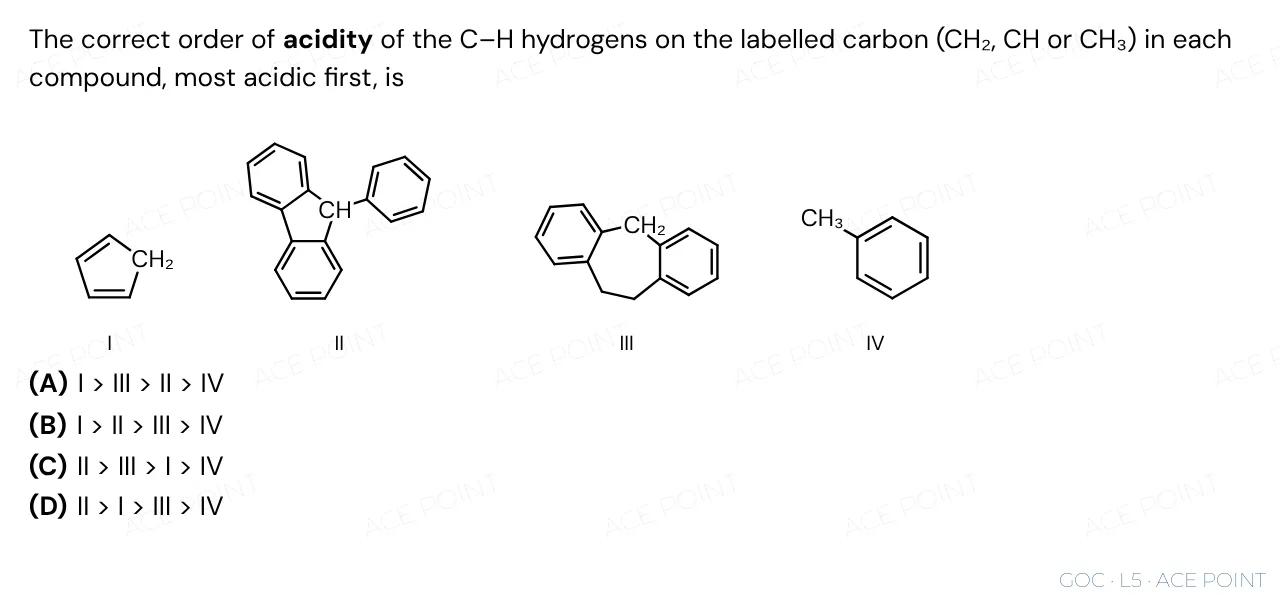 The correct order of acidity of the C–H hydrogens on the labelled carbon (CH₂, CH or CH₃) in each
compound, most acidic first, is
CH₂
CH
CH₂
CH₃
I
II
III
IV
(A) I > III > II > IV
(B) I > II > III > IV
(C) II > III > I > IV
(D) II > I > III > IV
GOC · L5 · ACE POINT
ACE POINT